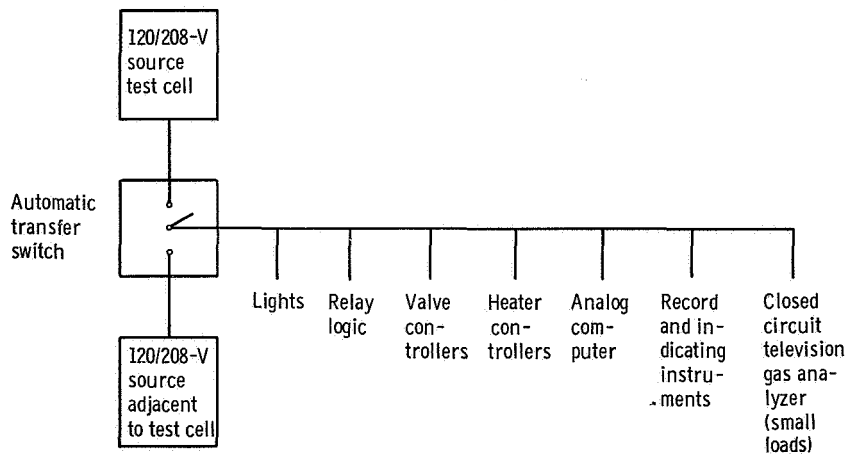 120/208-V
source
test cell
Automatic
transfer
switch
120/208-V
source
adjacent
to test cell
Lights
Relay
logic
Valve
con-
trollers
Heater
con-
trollers
Analog
com-
puter
Record
and in-
dicating
instru-
ments
Closed
circuit
television
gas ana-
lyzer
(small
loads)